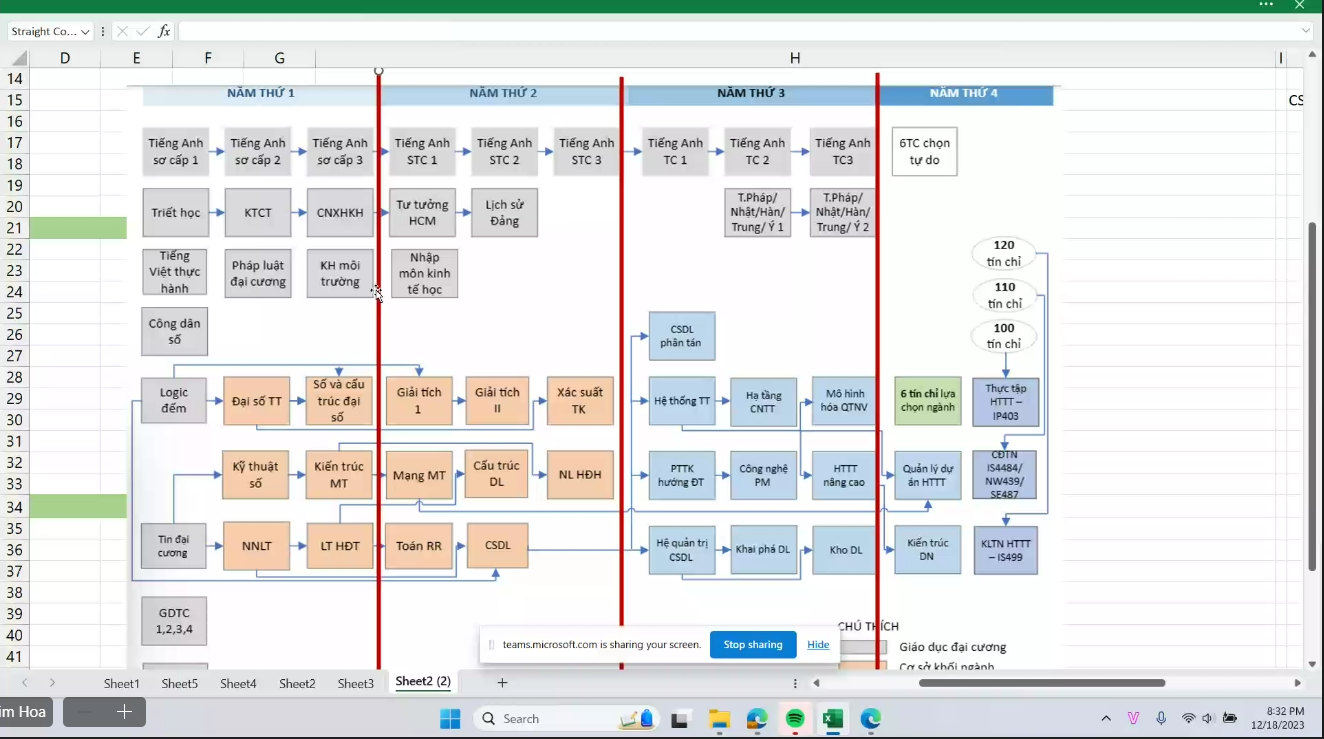 Straight Co...
fx
D E F G H I
14
15
16
17
18
19
20
21
22
23
24
25
26
27
28
29
30
31
32
33
34
35
36
37
38
39
40
41
NĂM THỨ 1
NĂM THỨ 2
NĂM THỨ 3
NĂM THỨ 4
CS
Tiếng Anh
sơ cấp 1
Tiếng Anh
sơ cấp 2
Tiếng Anh
sơ cấp 3
Tiếng Anh
STC 1
Tiếng Anh
STC 2
Tiếng Anh
STC 3
Tiếng Anh
TC 1
Tiếng Anh
TC 2
Tiếng Anh
TC3
6TC chọn
tự do
Triết học
KTCT
CNXHKH
Tư tưởng
HCM
Lịch sử
Đảng
T.Pháp/
Nhật/Hàn/
Trung/ Ý 1
T.Pháp/
Nhật/Hàn/
Trung/ Ý 2
Tiếng
Việt thực
hành
Pháp luật
đại cương
KH môi
trường
Nhập
môn kinh
tế học
120
tín chỉ
110
tín chỉ
100
tín chỉ
Công dân
số
CSDL
phân tán
Logic
đếm
Đại số TT
Số và cấu
trúc đại
số
Giải tích
1
Giải tích
II
Xác suất
TK
Hệ thống TT
Hạ tầng
CNTT
Mô hình
hóa QTNV
6 tín chỉ lựa
chọn ngành
Thực tập
HTTT –
IP403
Kỹ thuật
số
Kiến trúc
MT
Mạng MT
Cấu trúc
DL
NL HĐH
PTTK
hướng ĐT
Công nghệ
PM
HTTT
nâng cao
Quản lý dự
án HTTT
CĐTN
IS4484/
NW439/
SE487
Tin đại
cương
NNLT
LT HĐT
Toán RR
CSDL
Hệ quản trị
CSDL
Khai phá DL
Kho DL
Kiến trúc
DN
KLTN HTTT
– IS499
GDTC
1,2,3,4
CHÚ THÍCH
Giáo dục đại cương
Cơ sở khối ngành
teams.microsoft.com is sharing your screen.
Stop sharing
Hide
Sheet1 Sheet5 Sheet4 Sheet2 Sheet3 Sheet2 (2)
im Hoa
Search
8:32 PM
12/18/2023